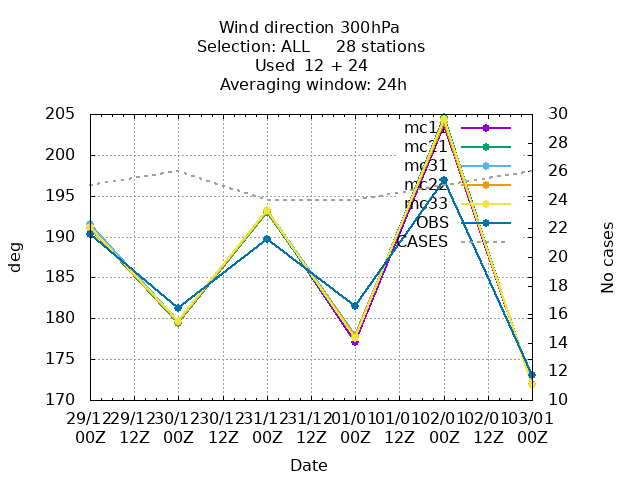 Wind direction 300hPa
Selection: ALL 28 stations
Used 12 + 24
Averaging window: 24h
205
200
195
190
185
180
175
170
deg
30
28
26
24
22
20
18
16
14
12
10
No cases
mc11
mc21
mc31
mc22
mc33
OBS
CASES
29/12 29/12 30/12 30/12 31/12 31/12 01/01 01/01 02/01 02/01 03/01
00Z 12Z 00Z 12Z 00Z 12Z 00Z 12Z 00Z 12Z 00Z
Date